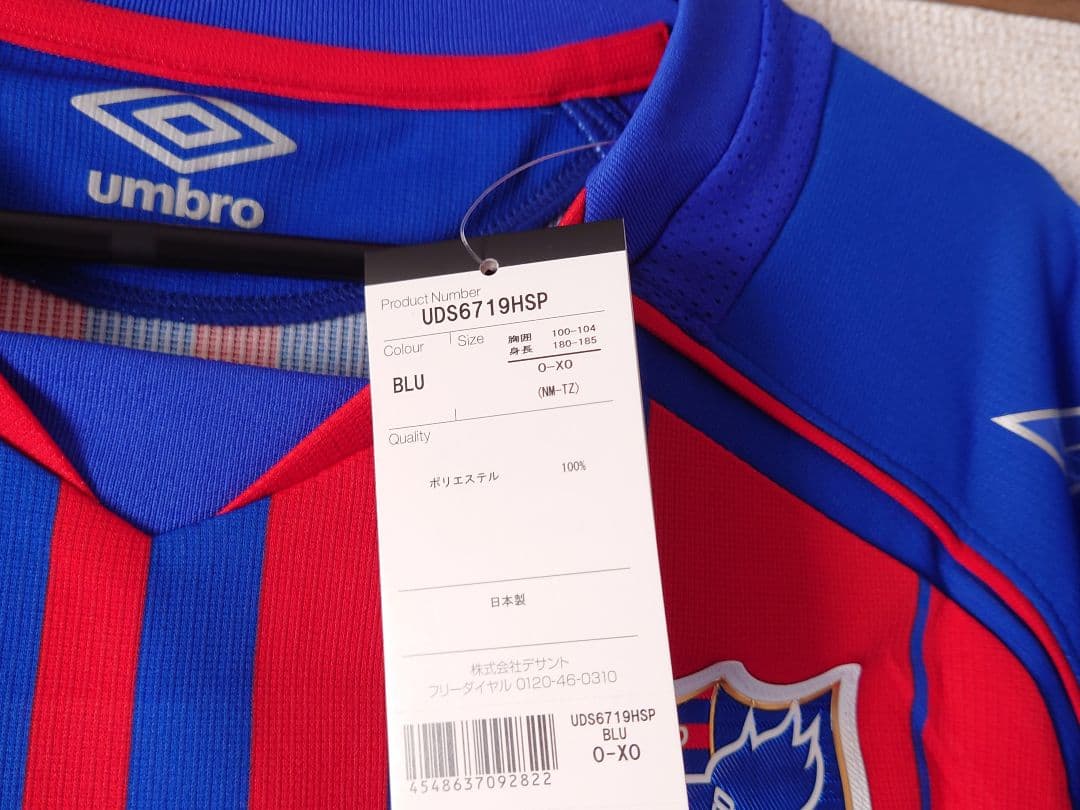 umbro
Product Number
UDS6719HSP
Colour
Size
胸囲 100-104
身長 180-185
BLU
O-XO
(NM-TZ)
Quality
ポリエステル 100%
日本製
株式会社デサント
フリーダイヤル 0120-46-0310
UDS6719HSP
BLU
O-XO
4548637092822